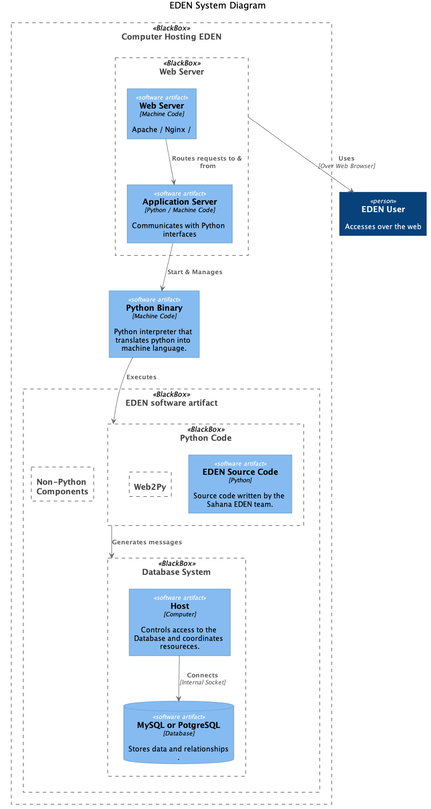 EDEN System Diagram
«BlackBox»
Computer Hosting EDEN
«BlackBox»
Web Server
«software artifact»
Web Server
[Machine Code]
Apache / Nginx /
Routes requests to &
from
Uses
[Over Web Browser]
«software artifact»
Application Server
[Python / Machine Code]
Communicates with Python
interfaces
«person»
EDEN User
Accesses over the web
Start & Manages
«software artifact»
Python Binary
[Machine Code]
Python interpreter that
translates python into
machine language.
Executes
«BlackBox»
EDEN software artifact
«BlackBox»
Python Code
Non-Python
Components
Web2Py
«software artifact»
EDEN Source Code
[Python]
Source code written by the
Sahana EDEN team.
Generates messages
«BlackBox»
Database System
«software artifact»
Host
[Computer]
Controls access to the
Database and coordinates
resoureces.
Connects
[Internal Socket]
«software artifact»
MySQL or PotgreSQL
[Database]
Stores data and relationships
.